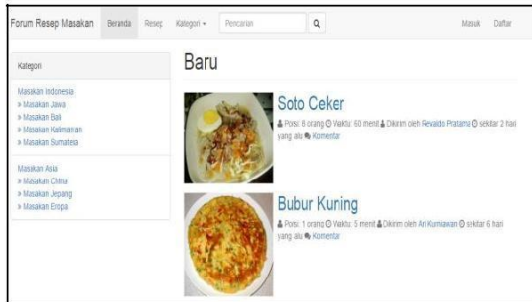 Forum Resep Masakan Beranda Resep Kategori Pencarian Masuk Daftar
Kategori
Masakan Indonesia
» Masakan Jawa
» Masakan Bali
» Masakan Kalimantan
» Masakan Sumatera
Masakan Asia
» Masakan China
» Masakan Jepang
» Masakan Eropa
Baru
Soto Ceker
Porsi: 8 orang Waktu: 60 menit Dikirim oleh Revaldo Pratama sekitar 2 hari
yang alu Komentar
Bubur Kuring
Porsi: 1 orang Waktu: 5 menit Dikirim oleh Ari Kurniawan sekitar 6 hari
yang alu Komentar